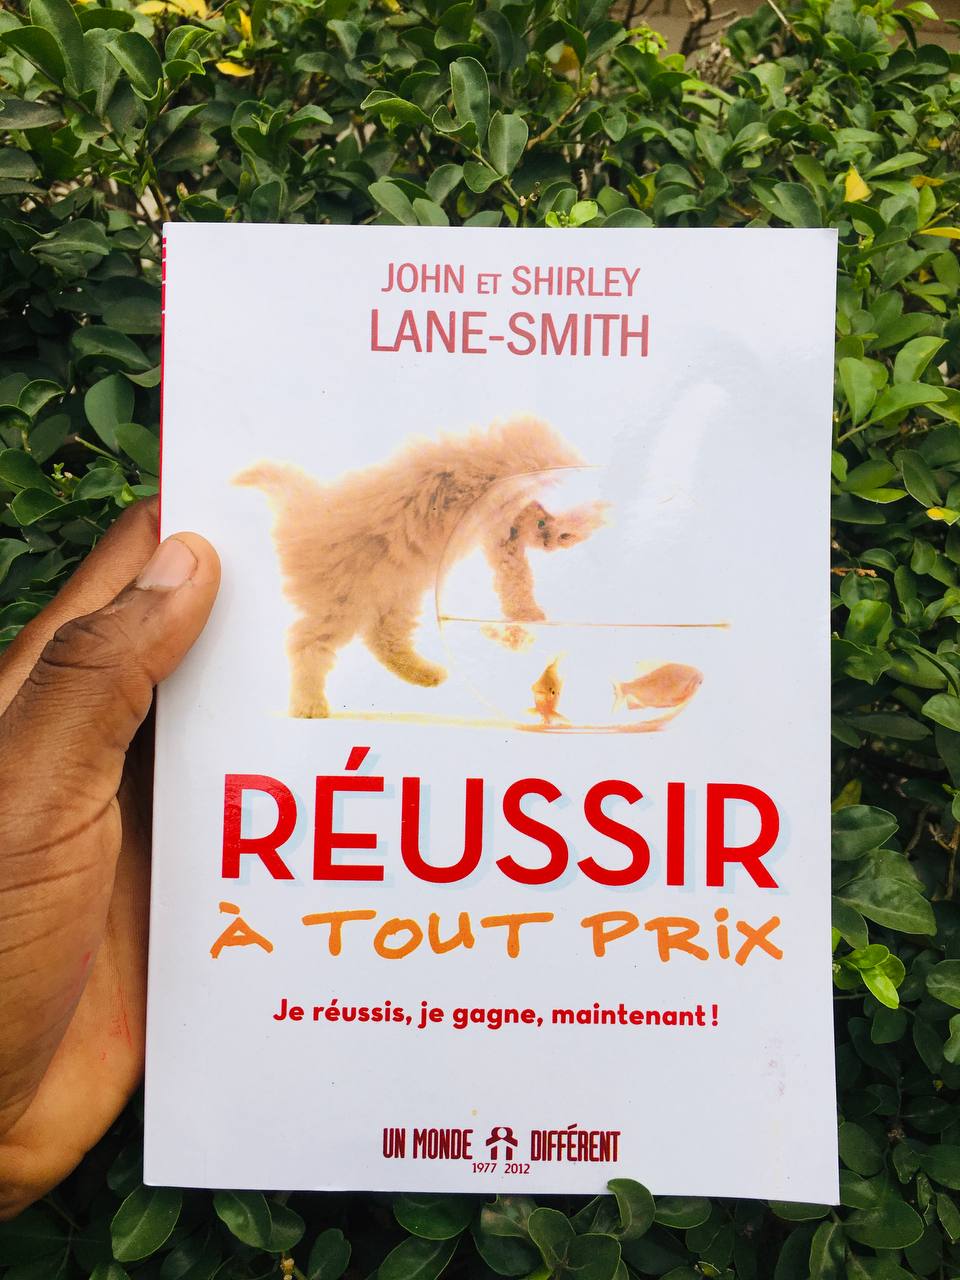 JOHN ET SHIRLEY
LANE-SMITH
RÉUSSIR
À TOUT PRiX
Je réussis, je gagne, maintenant !
UN MONDE DIFFÉRENT
1977 2012